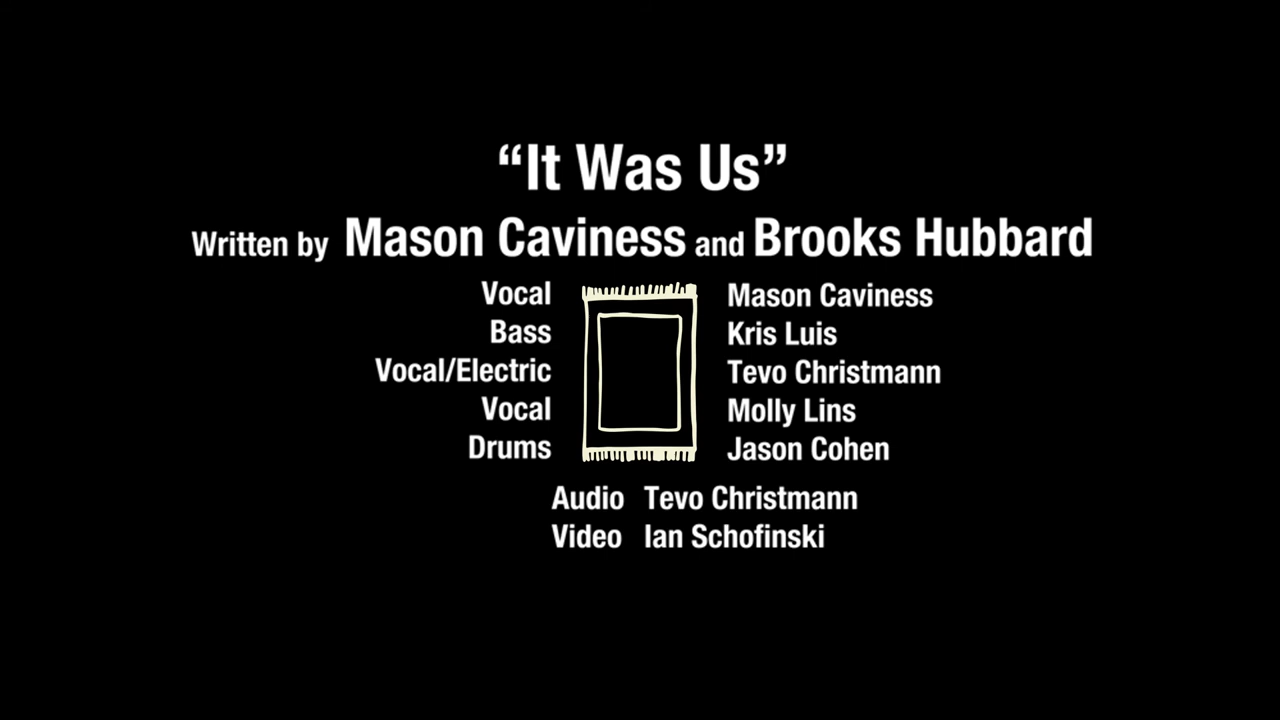 “It Was Us”
Written by Mason Caviness and Brooks Hubbard
Vocal Mason Caviness
Bass Kris Luis
Vocal/Electric Tevo Christmann
Vocal Molly Lins
Drums Jason Cohen
Audio Tevo Christmann
Video Ian Schofinski